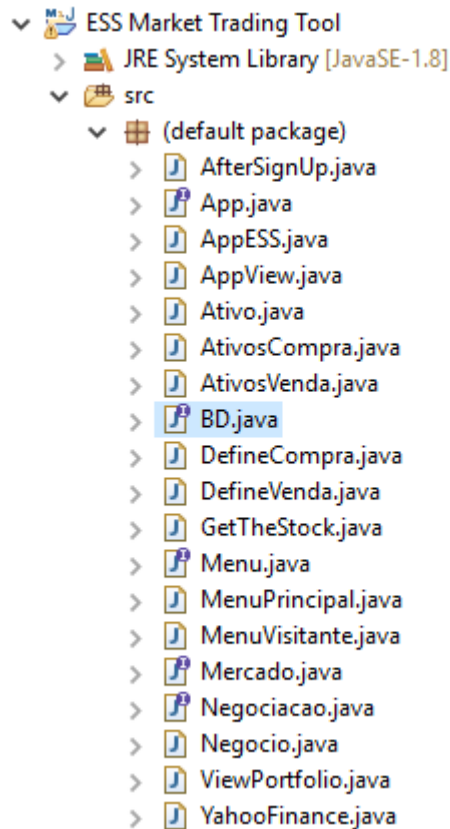 ESS Market Trading Tool
JRE System Library [JavaSE-1.8]
src
(default package)
AfterSignUp.java
App.java
AppESS.java
AppView.java
Ativo.java
AtivosCompra.java
AtivosVenda.java
BD.java
DefineCompra.java
DefineVenda.java
GetTheStock.java
Menu.java
MenuPrincipal.java
MenuVisitante.java
Mercado.java
Negociacao.java
Negocio.java
ViewPortfolio.java
YahooFinance.java